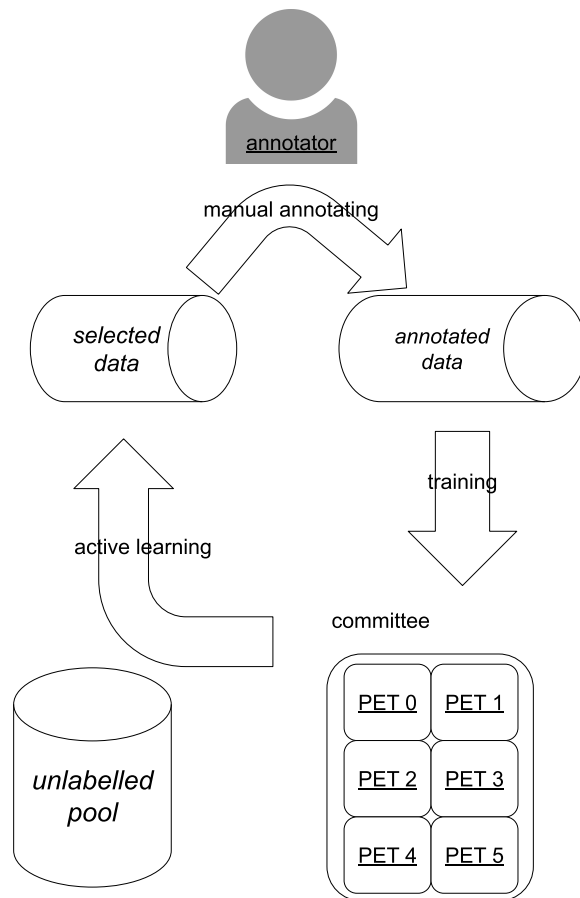 annotator
manual annotating
selected
data
annotated
data
training
active learning
committee
PET 0
PET 1
unlabelled
pool
PET 2
PET 3
PET 4
PET 5